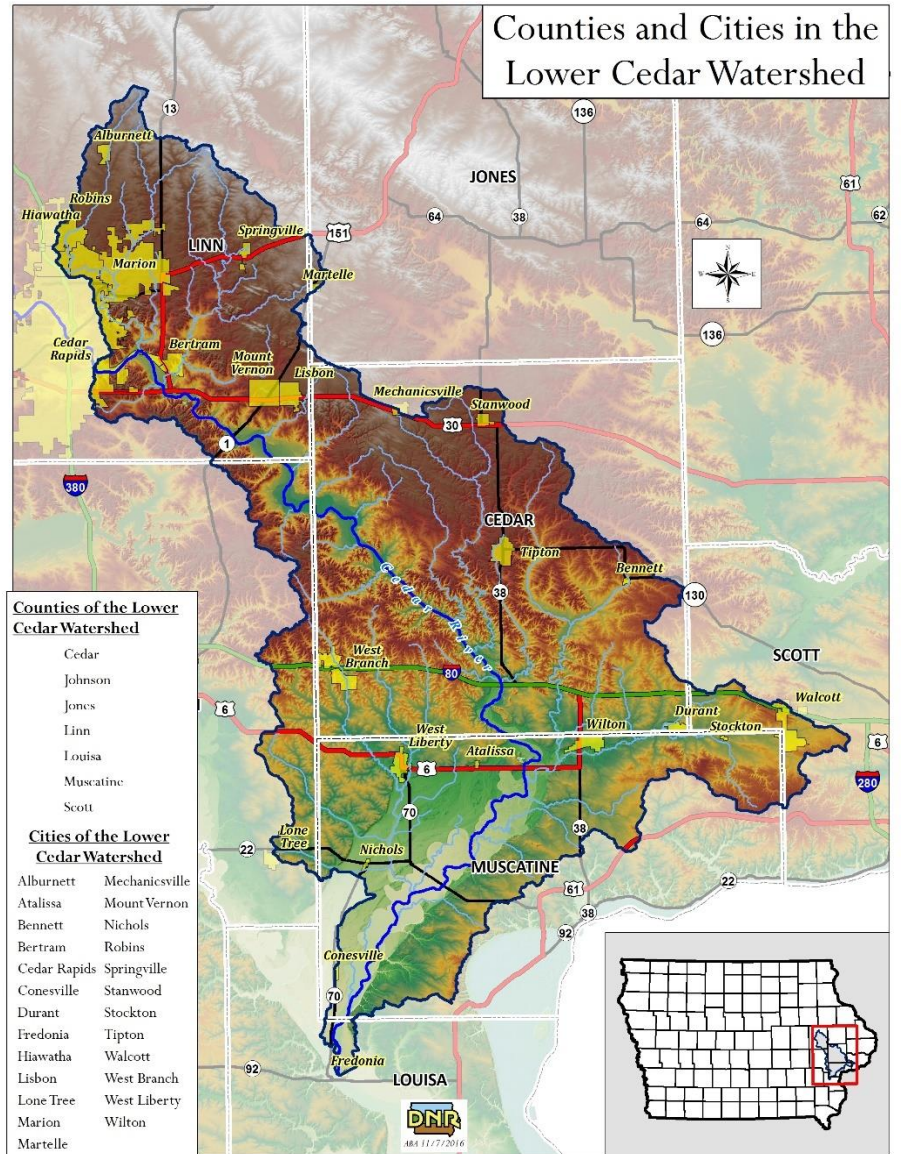 Counties and Cities in the
Lower Cedar Watershed
13
136
Alburnett
JONES
61
Robins
Hiawatha
64
38
64
62
Springville
151
LINN
Marion
Martelle
N
W
E
S
136
Cedar
Rapids
Bertram
Mount
Vernon
Lisbon
Mechanicsville
Stanwood
30
1
380
CEDAR
Tipton
Bennett
Cedar River
38
130
Counties of the Lower
Cedar Watershed
Cedar
Johnson
Jones
Linn
Louisa
Muscatine
Scott
Cities of the Lower
Cedar Watershed
Alburnett Mechanicsville
Atalissa Mount Vernon
Bennett Nichols
Bertram Robins
Cedar Rapids Springville
Conesville Stanwood
Durant Stockton
Fredonia Tipton
Hiawatha Walcott
Lisbon West Branch
Lone Tree West Liberty
Marion Wilton
Martelle
SCOTT
West
Branch
80
6
Walcott
Durant
Wilton
Stockton
West
Liberty
Atalissa
6
6
280
70
Lone
Tree
38
22
Nichols
MUSCATINE
61
22
38
92
Conesville
70
Fredonia
92
LOUISA
DNR
ABA 11/7/2016